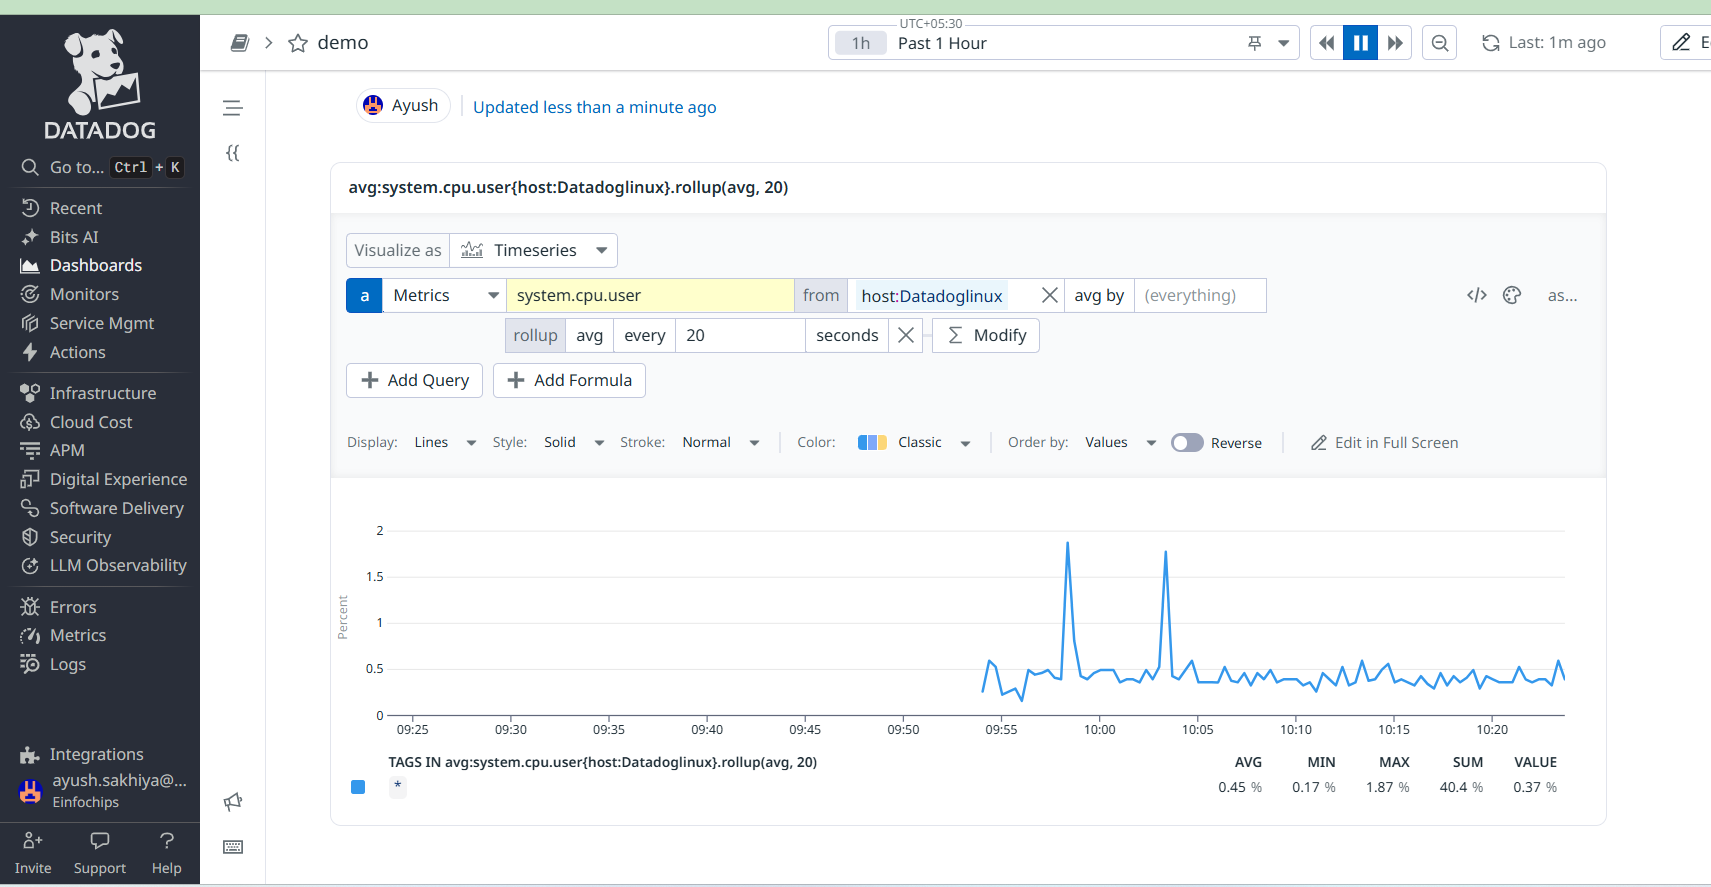 DATADOG
Go to... Ctrl + K
Recent
Bits AI
Dashboards
Monitors
Service Mgmt
Actions
Infrastructure
Cloud Cost
APM
Digital Experience
Software Delivery
Security
LLM Observability
Errors
Metrics
Logs
Integrations
ayush.sakhiya@...
Einfochips
Invite Support Help
demo
UTC+05:30
1h Past 1 Hour
Last: 1m ago
Ayush Updated less than a minute ago
avg:system.cpu.user{host:Datadoglinux}.rollup(avg, 20)
Visualize as Timeseries
a Metrics system.cpu.user from host:Datadoglinux avg by (everything) as...
rollup avg every 20 seconds Σ Modify
+ Add Query + Add Formula
Display: Lines Style: Solid Stroke: Normal Color: Classic Order by: Values Reverse Edit in Full Screen
Percent
2
1.5
1
0.5
0
09:25 09:30 09:35 09:40 09:45 09:50 09:55 10:00 10:05 10:10 10:15 10:20
TAGS IN avg:system.cpu.user{host:Datadoglinux}.rollup(avg, 20) AVG MIN MAX SUM VALUE
* 0.45 % 0.17 % 1.87 % 40.4 % 0.37 %